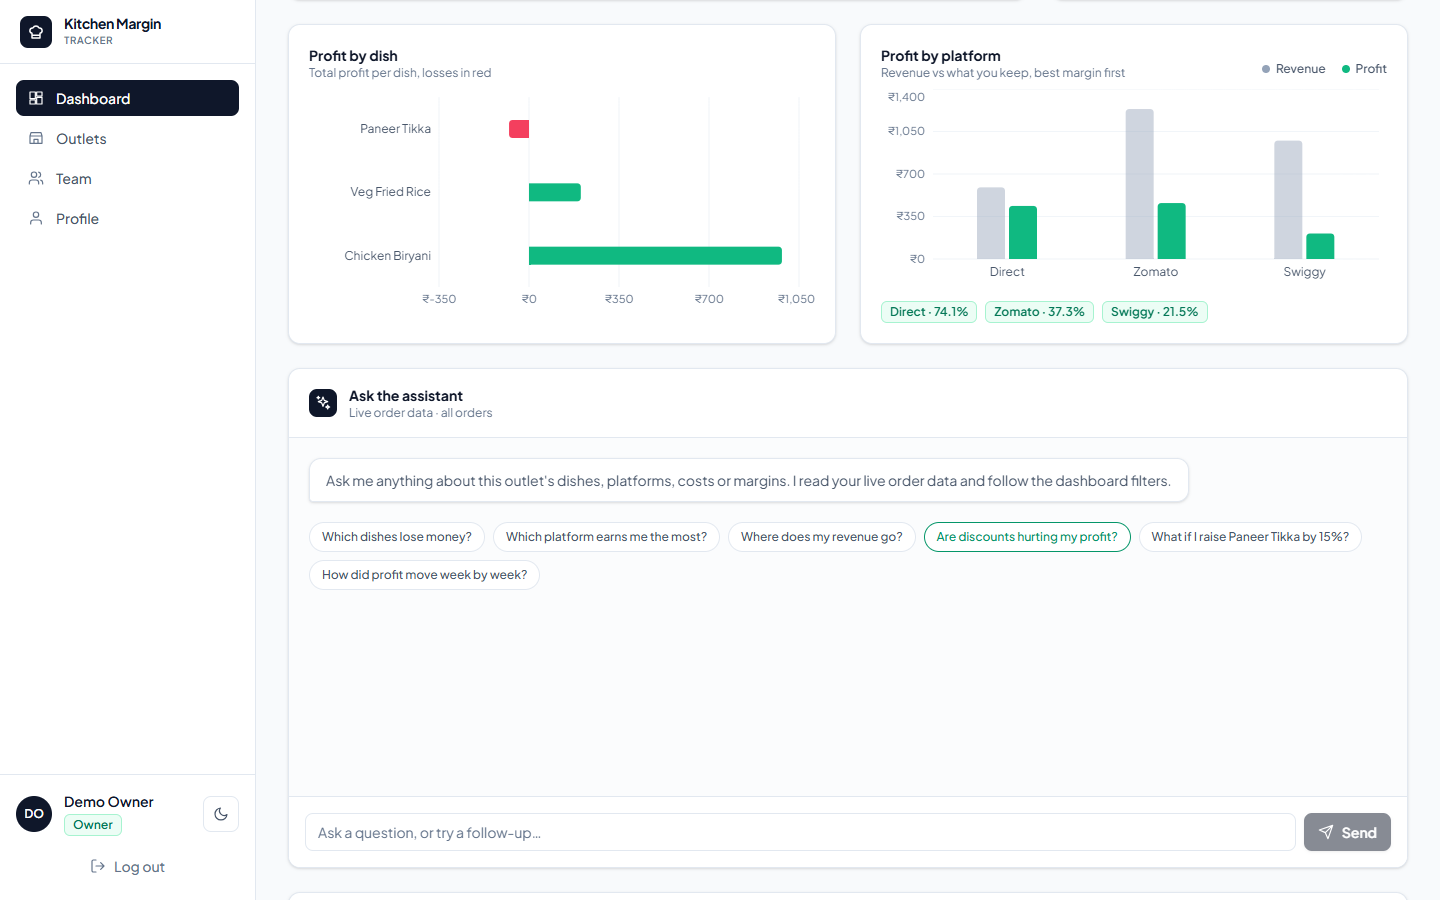 Kitchen Margin
TRACKER
Dashboard
Outlets
Team
Profile
DO
Demo Owner
Owner
Log out
Profit by dish
Total profit per dish, losses in red
Paneer Tikka
Veg Fried Rice
Chicken Biryani
₹-350
₹0
₹350
₹700
₹1,050
Profit by platform
Revenue vs what you keep, best margin first
Revenue
Profit
₹1,400
₹1,050
₹700
₹350
₹0
Direct
Zomato
Swiggy
Direct · 74.1%
Zomato · 37.3%
Swiggy · 21.5%
Ask the assistant
Live order data · all orders
Ask me anything about this outlet's dishes, platforms, costs or margins. I read your live order data and follow the dashboard filters.
Which dishes lose money?
Which platform earns me the most?
Where does my revenue go?
Are discounts hurting my profit?
What if I raise Paneer Tikka by 15%?
How did profit move week by week?
Ask a question, or try a follow-up…
Send